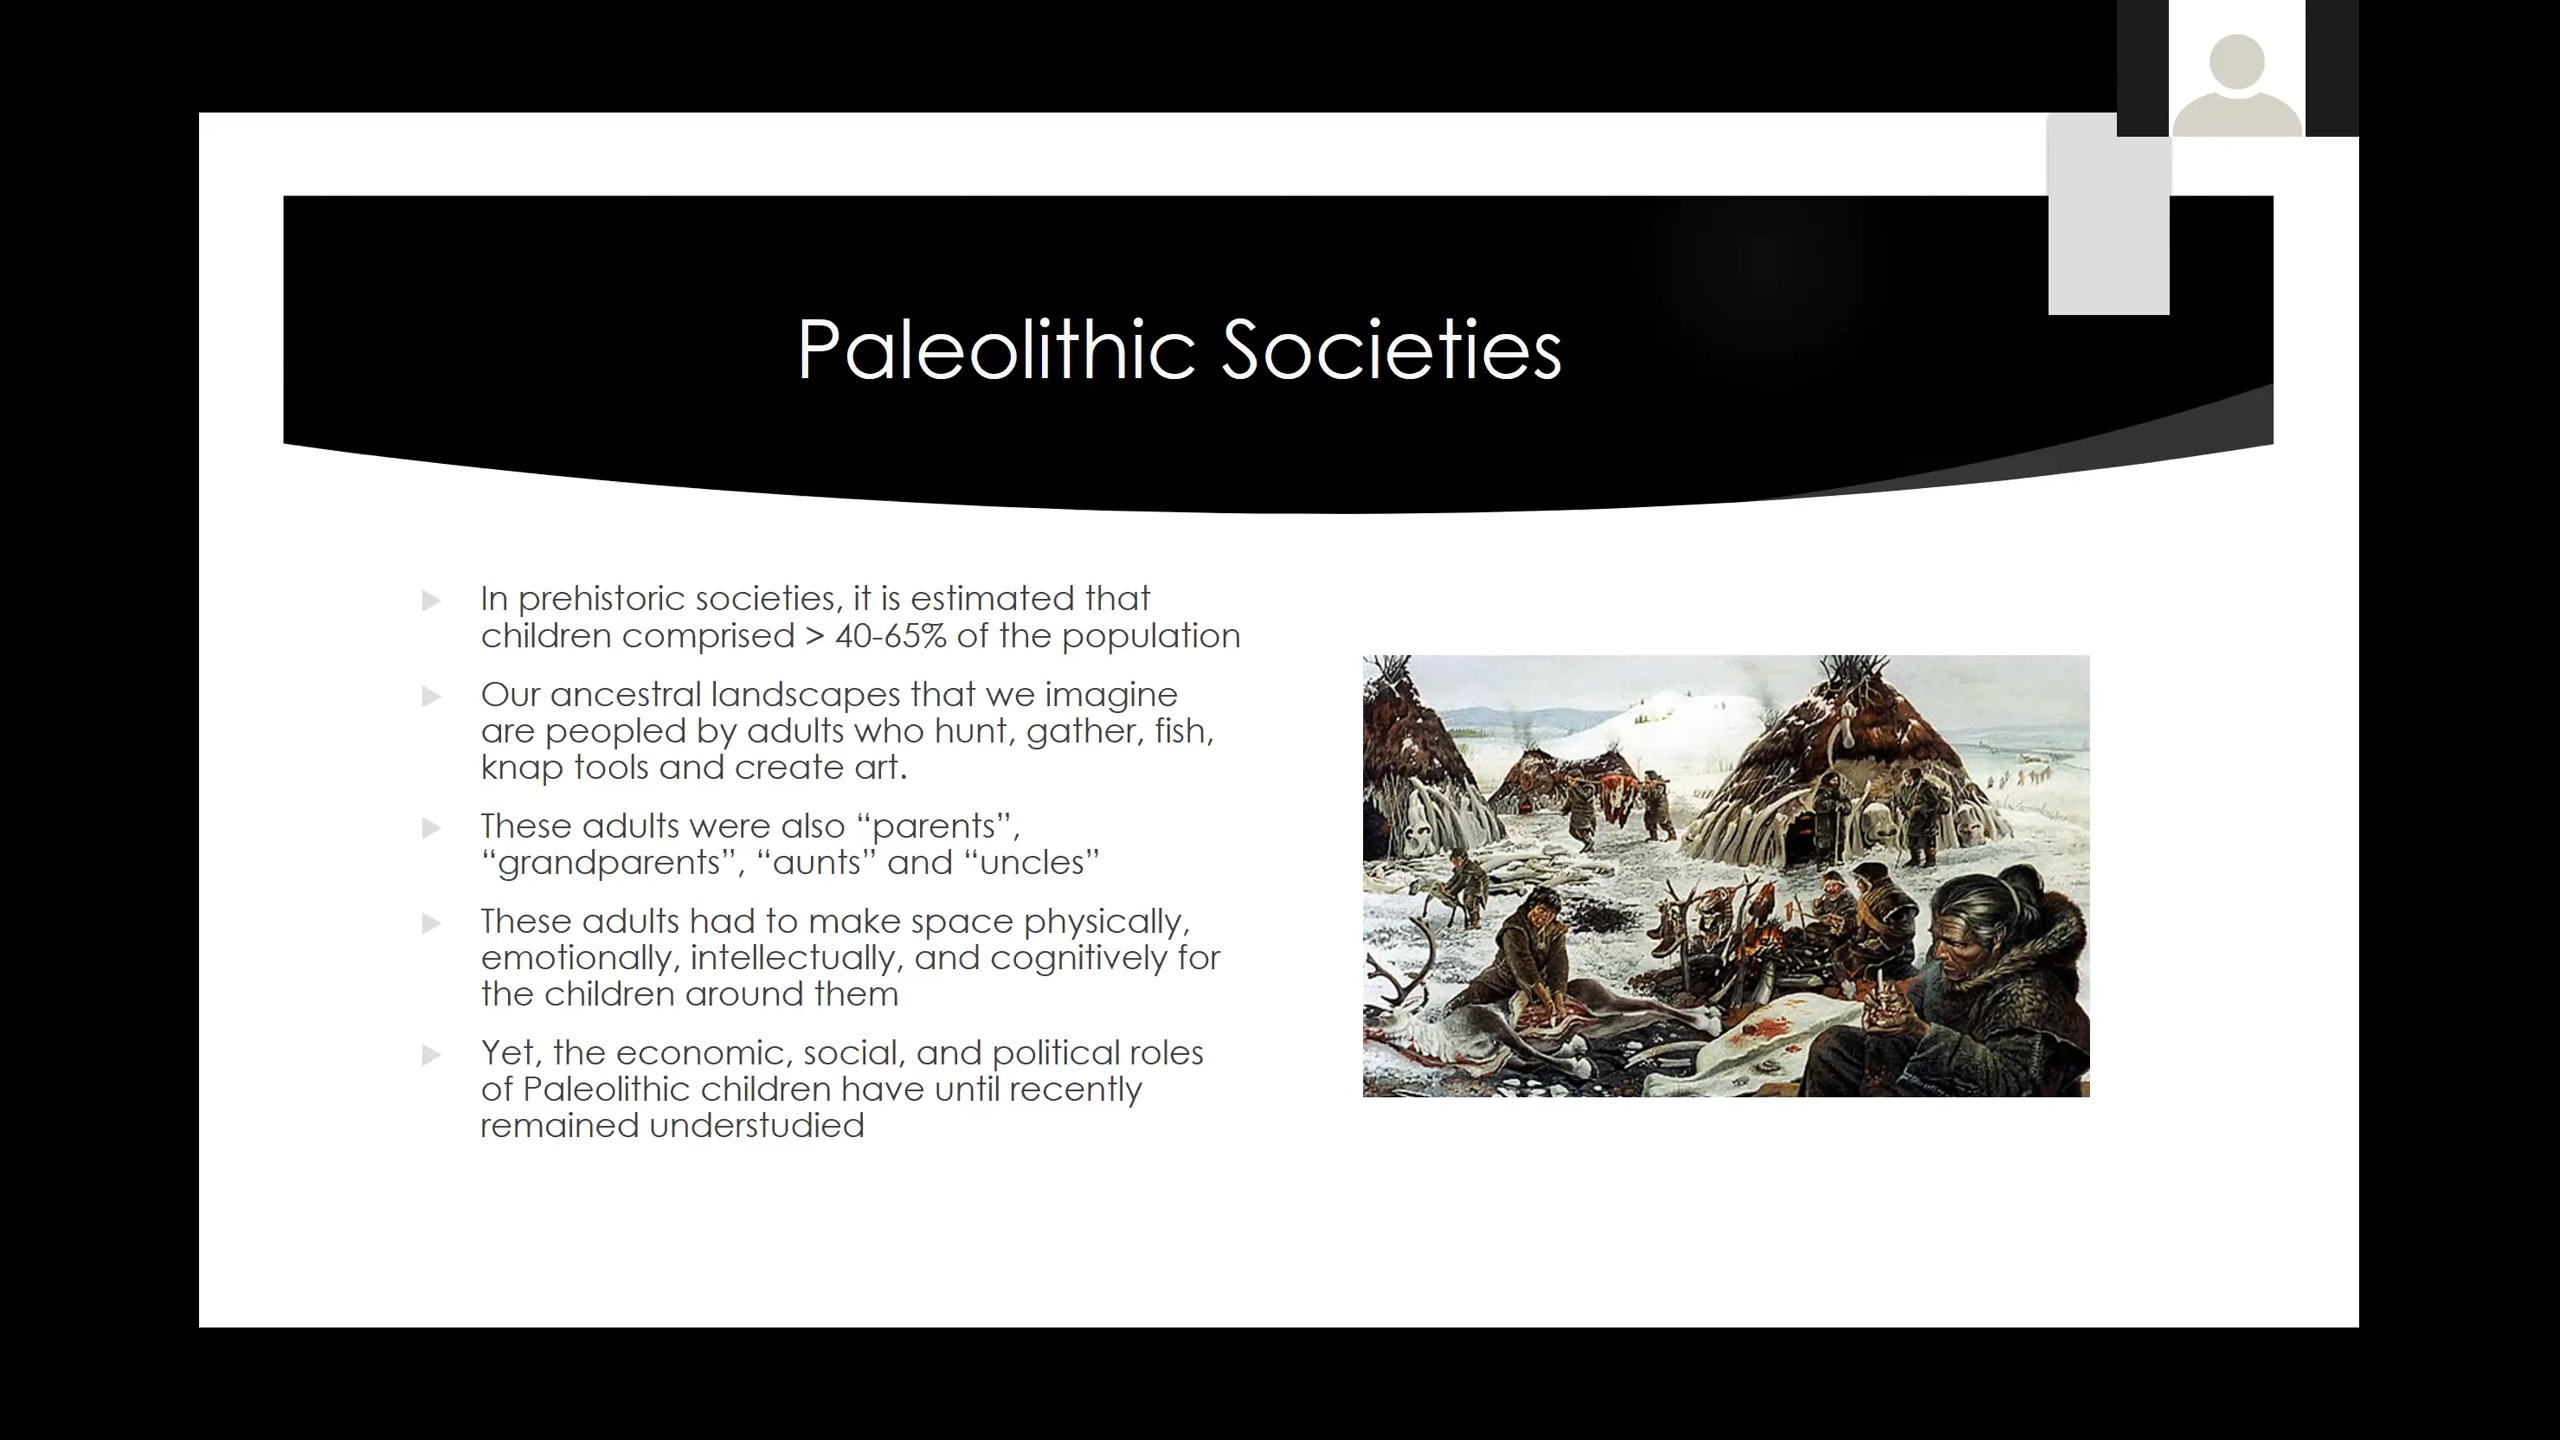 Paleolithic Societies
In prehistoric societies, it is estimated that
children comprised > 40-65% of the population
Our ancestral landscapes that we imagine
are peopled by adults who hunt, gather, fish,
knap tools and create art.
These adults were also “parents”,
“grandparents”, “aunts” and “uncles”
These adults had to make space physically,
emotionally, intellectually, and cognitively for
the children around them
Yet, the economic, social, and political roles
of Paleolithic children have until recently
remained understudied